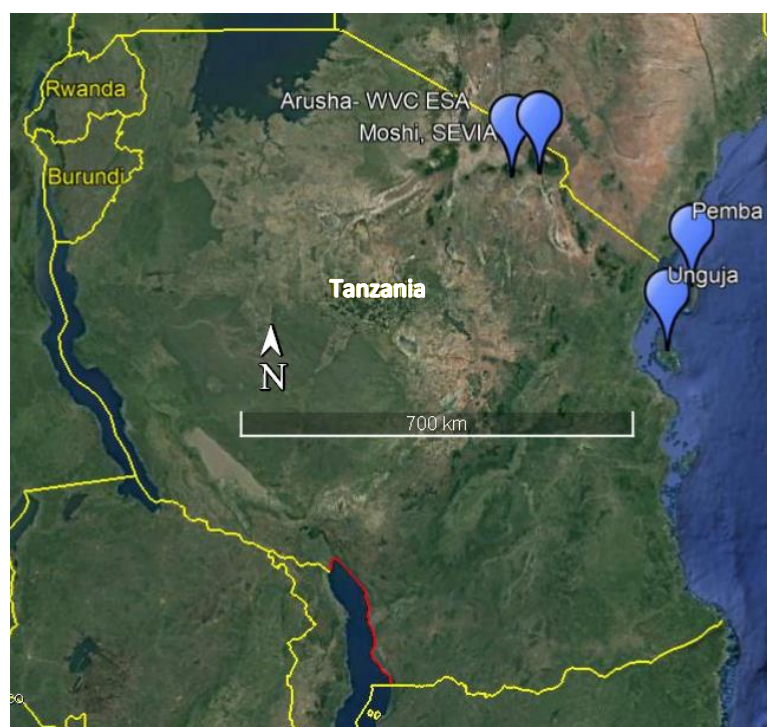 Rwanda
Arusha- WVC ESA
Moshi, SEVIA
Burundi
Pemba
Unguja
Tanzania
N
700 km